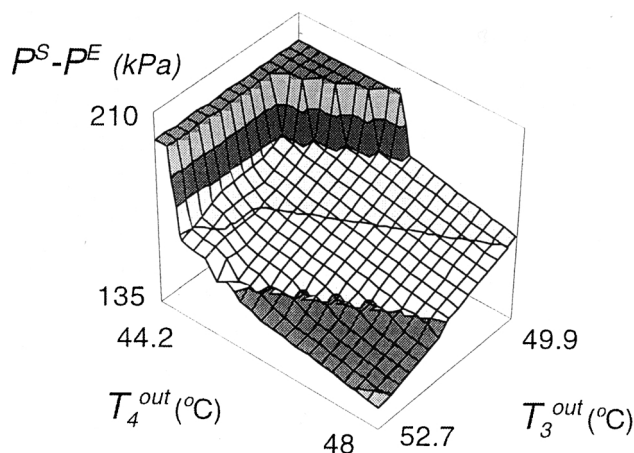 P^S-P^E (kPa)
210
135
44.2
49.9
T_4^out (°C)
T_3^out (°C)
48
52.7